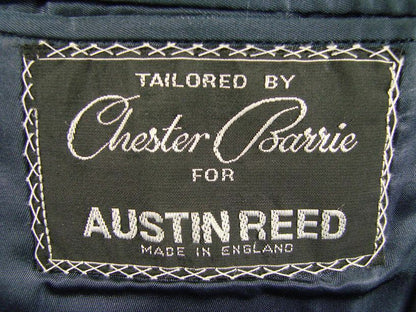 TAILORED BY
Chester Barrie
FOR
AUSTIN REED
MADE IN ENGLAND